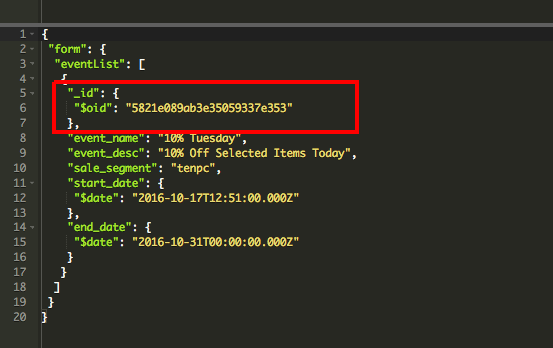 1 {
2 "form": {
3 "eventList": [
4 {
5 "_id": {
6 "$oid": "5821e089ab3e35059337e353"
7 },
8 "event_name": "10% Tuesday",
9 "event_desc": "10% Off Selected Items Today",
10 "sale_segment": "tenpc",
11 "start_date": {
12 "$date": "2016-10-17T12:51:00.000Z"
13 },
14 "end_date": {
15 "$date": "2016-10-31T00:00:00.000Z"
16 }
17 }
18 ]
19 }
20 }